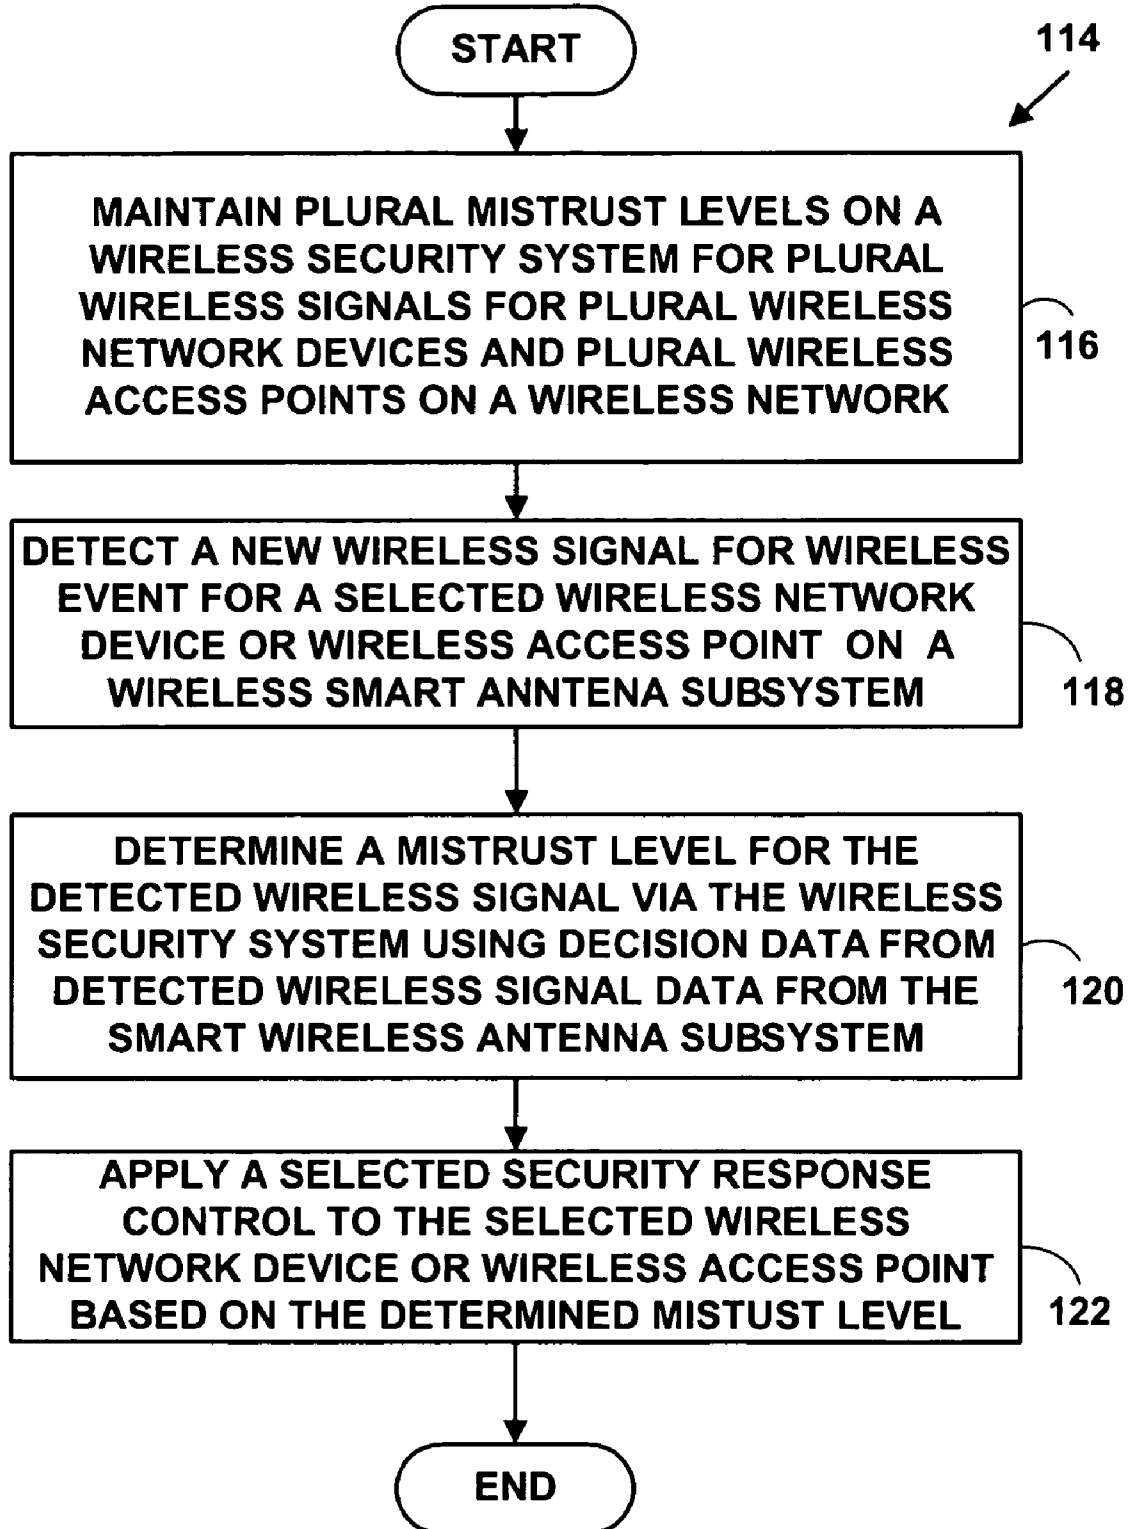 START
114
MAINTAIN PLURAL MISTRUST LEVELS ON A
WIRELESS SECURITY SYSTEM FOR PLURAL
WIRELESS SIGNALS FOR PLURAL WIRELESS
NETWORK DEVICES AND PLURAL WIRELESS
ACCESS POINTS ON A WIRELESS NETWORK
116
DETECT A NEW WIRELESS SIGNAL FOR WIRELESS
EVENT FOR A SELECTED WIRELESS NETWORK
DEVICE OR WIRELESS ACCESS POINT ON A
WIRELESS SMART ANNTENA SUBSYSTEM
118
DETERMINE A MISTRUST LEVEL FOR THE
DETECTED WIRELESS SIGNAL VIA THE WIRELESS
SECURITY SYSTEM USING DECISION DATA FROM
DETECTED WIRELESS SIGNAL DATA FROM THE
SMART WIRELESS ANTENNA SUBSYSTEM
120
APPLY A SELECTED SECURITY RESPONSE
CONTROL TO THE SELECTED WIRELESS
NETWORK DEVICE OR WIRELESS ACCESS POINT
BASED ON THE DETERMINED MISTUST LEVEL
122
END